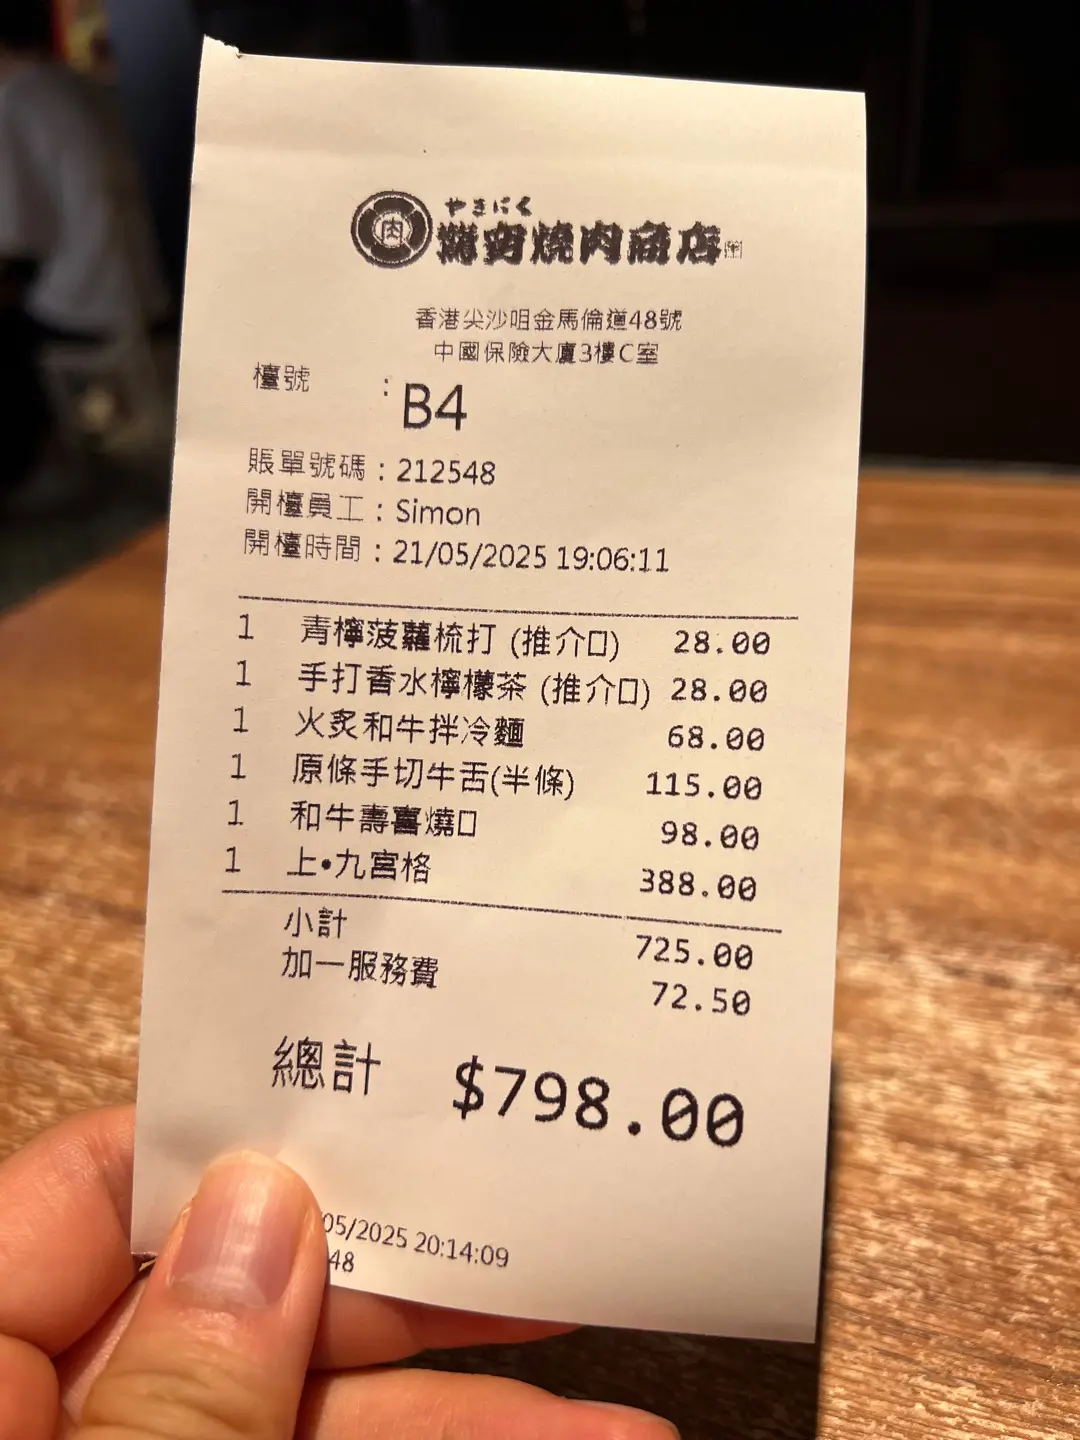 やきにく
肉
燒肉商店
香港尖沙咀金馬倫道48號
中國保險大廈3樓C室
檯號 : B4
賬單號碼 : 212548
開檯員工 : Simon
開檯時間 : 21/05/2025 19:06:11
1 青檸菠蘿梳打 (推介□) 28.00
1 手打香水檸檬茶 (推介□) 28.00
1 火炙和牛拌冷麵 68.00
1 原條手切牛舌(半條) 115.00
1 和牛壽喜燒□ 98.00
1 上•九宮格 388.00
小計 725.00
加一服務費 72.50
總計 $798.00
05/2025 20:14:09
48